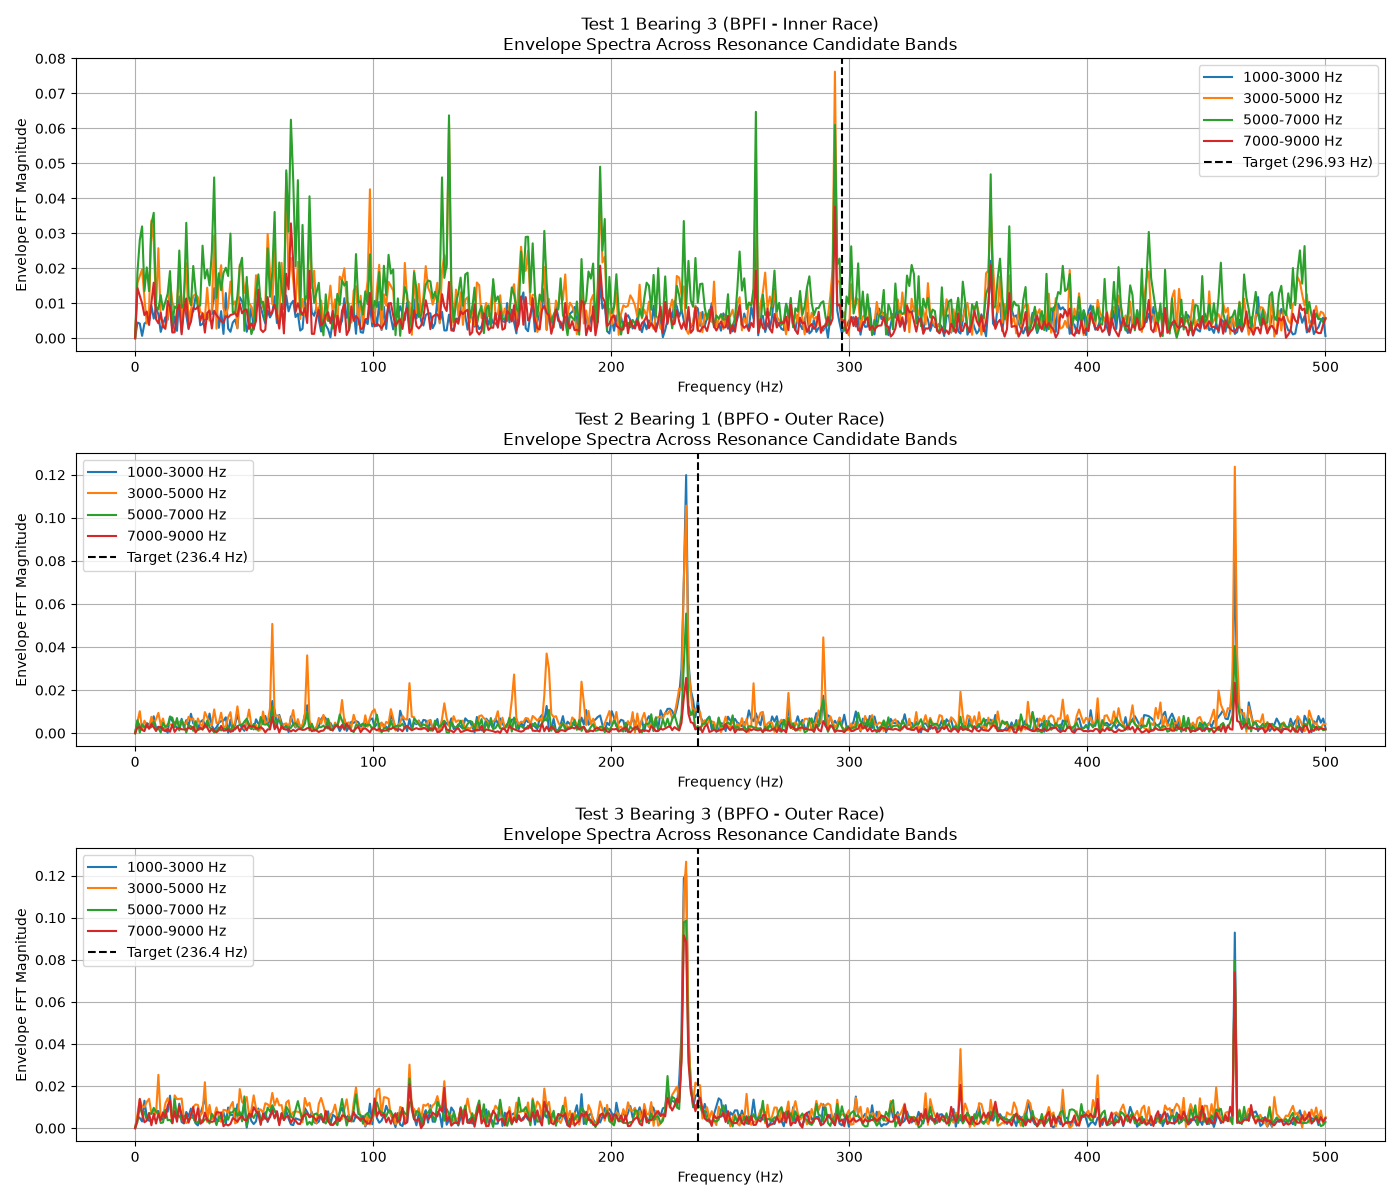 Test 1 Bearing 3 (BPFI - Inner Race)
Envelope Spectra Across Resonance Candidate Bands
Envelope FFT Magnitude
0.08
0.07
0.06
0.05
0.04
0.03
0.02
0.01
0.00
1000-3000 Hz
3000-5000 Hz
5000-7000 Hz
7000-9000 Hz
Target (296.93 Hz)
0 100 200 300 400 500
Frequency (Hz)
Test 2 Bearing 1 (BPFO - Outer Race)
Envelope Spectra Across Resonance Candidate Bands
Envelope FFT Magnitude
0.12
0.10
0.08
0.06
0.04
0.02
0.00
1000-3000 Hz
3000-5000 Hz
5000-7000 Hz
7000-9000 Hz
Target (236.4 Hz)
0 100 200 300 400 500
Frequency (Hz)
Test 3 Bearing 3 (BPFO - Outer Race)
Envelope Spectra Across Resonance Candidate Bands
Envelope FFT Magnitude
0.12
0.10
0.08
0.06
0.04
0.02
0.00
1000-3000 Hz
3000-5000 Hz
5000-7000 Hz
7000-9000 Hz
Target (236.4 Hz)
0 100 200 300 400 500
Frequency (Hz)